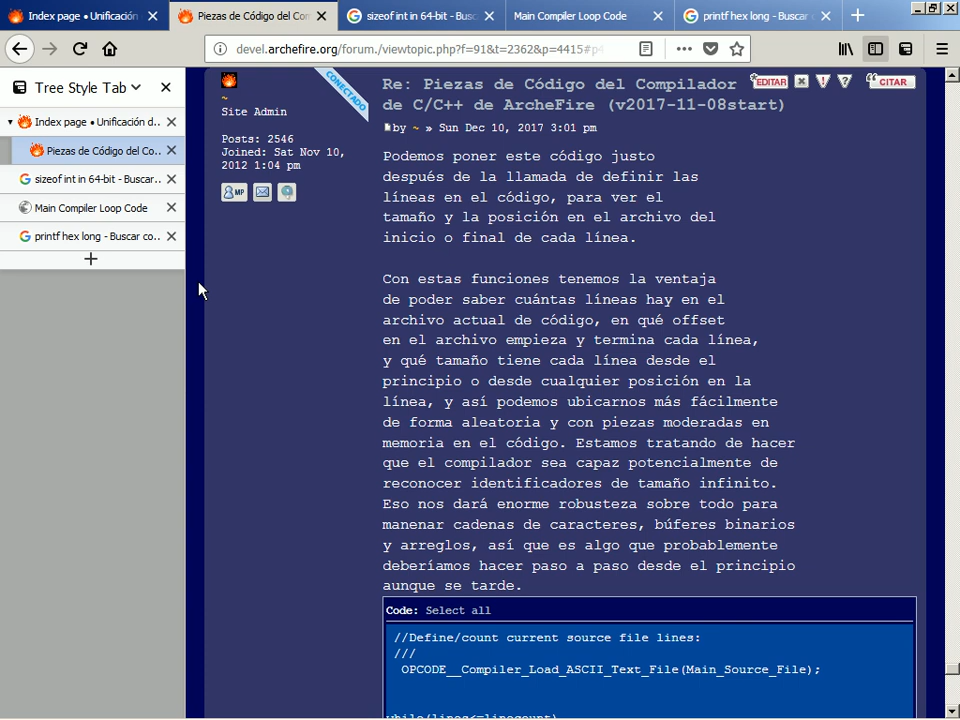 Index page • Unificación
Piezas de Código del Com
sizeof int in 64-bit - Busc
Main Compiler Loop Code
printf hex long - Buscar c
devel.archefire.org/forum/viewtopic.php?f=91&t=2362&p=4415#p4
Tree Style Tab
Index page • Unificación d..
Piezas de Código del Co..
sizeof int in 64-bit - Buscar..
Main Compiler Loop Code
printf hex long - Buscar co..
CONECTADO
~
Site Admin
Posts: 2546
Joined: Sat Nov 10,
2012 1:04 pm
MP
Re: Piezas de Código del Compilador
de C/C++ de ArcheFire (v2017-11-08start)
EDITAR
CITAR
by ~ » Sun Dec 10, 2017 3:01 pm
Podemos poner este código justo
después de la llamada de definir las
líneas en el código, para ver el
tamaño y la posición en el archivo del
inicio o final de cada línea.
Con estas funciones tenemos la ventaja
de poder saber cuántas líneas hay en el
archivo actual de código, en qué offset
en el archivo empieza y termina cada línea,
y qué tamaño tiene cada línea desde el
principio o desde cualquier posición en la
línea, y así podemos ubicarnos más fácilmente
de forma aleatoria y con piezas moderadas en
memoria en el código. Estamos tratando de hacer
que el compilador sea capaz potencialmente de
reconocer identificadores de tamaño infinito.
Eso nos dará enorme robusteza sobre todo para
manenar cadenas de caracteres, búferes binarios
y arreglos, así que es algo que probablemente
deberíamos hacer paso a paso desde el principio
aunque se tarde.
Code: Select all
//Define/count current source file lines:
///
OPCODE__Compiler_Load_ASCII_Text_File(Main_Source_File);
while(lines<=linecount)